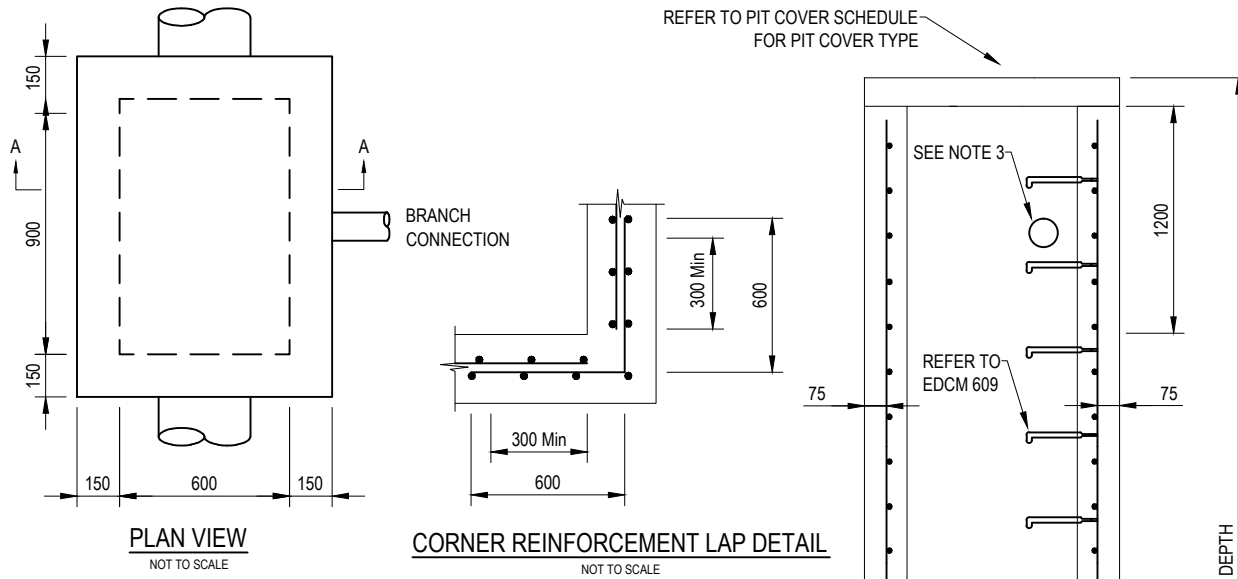 REFER TO PIT COVER SCHEDULE
FOR PIT COVER TYPE
150
A
A
900
BRANCH
CONNECTION
150
150
600
150
PLAN VIEW
NOT TO SCALE
300 Min
600
300 Min
600
CORNER REINFORCEMENT LAP DETAIL
NOT TO SCALE
SEE NOTE 3
1200
REFER TO
EDCM 609
75
75
DEPTH